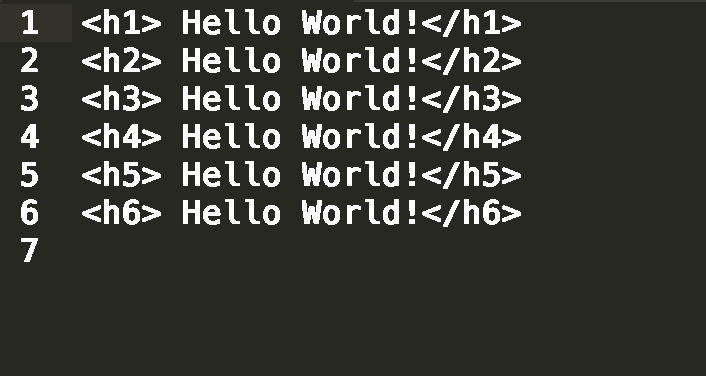 1 <h1> Hello World!</h1>
2 <h2> Hello World!</h2>
3 <h3> Hello World!</h3>
4 <h4> Hello World!</h4>
5 <h5> Hello World!</h5>
6 <h6> Hello World!</h6>
7